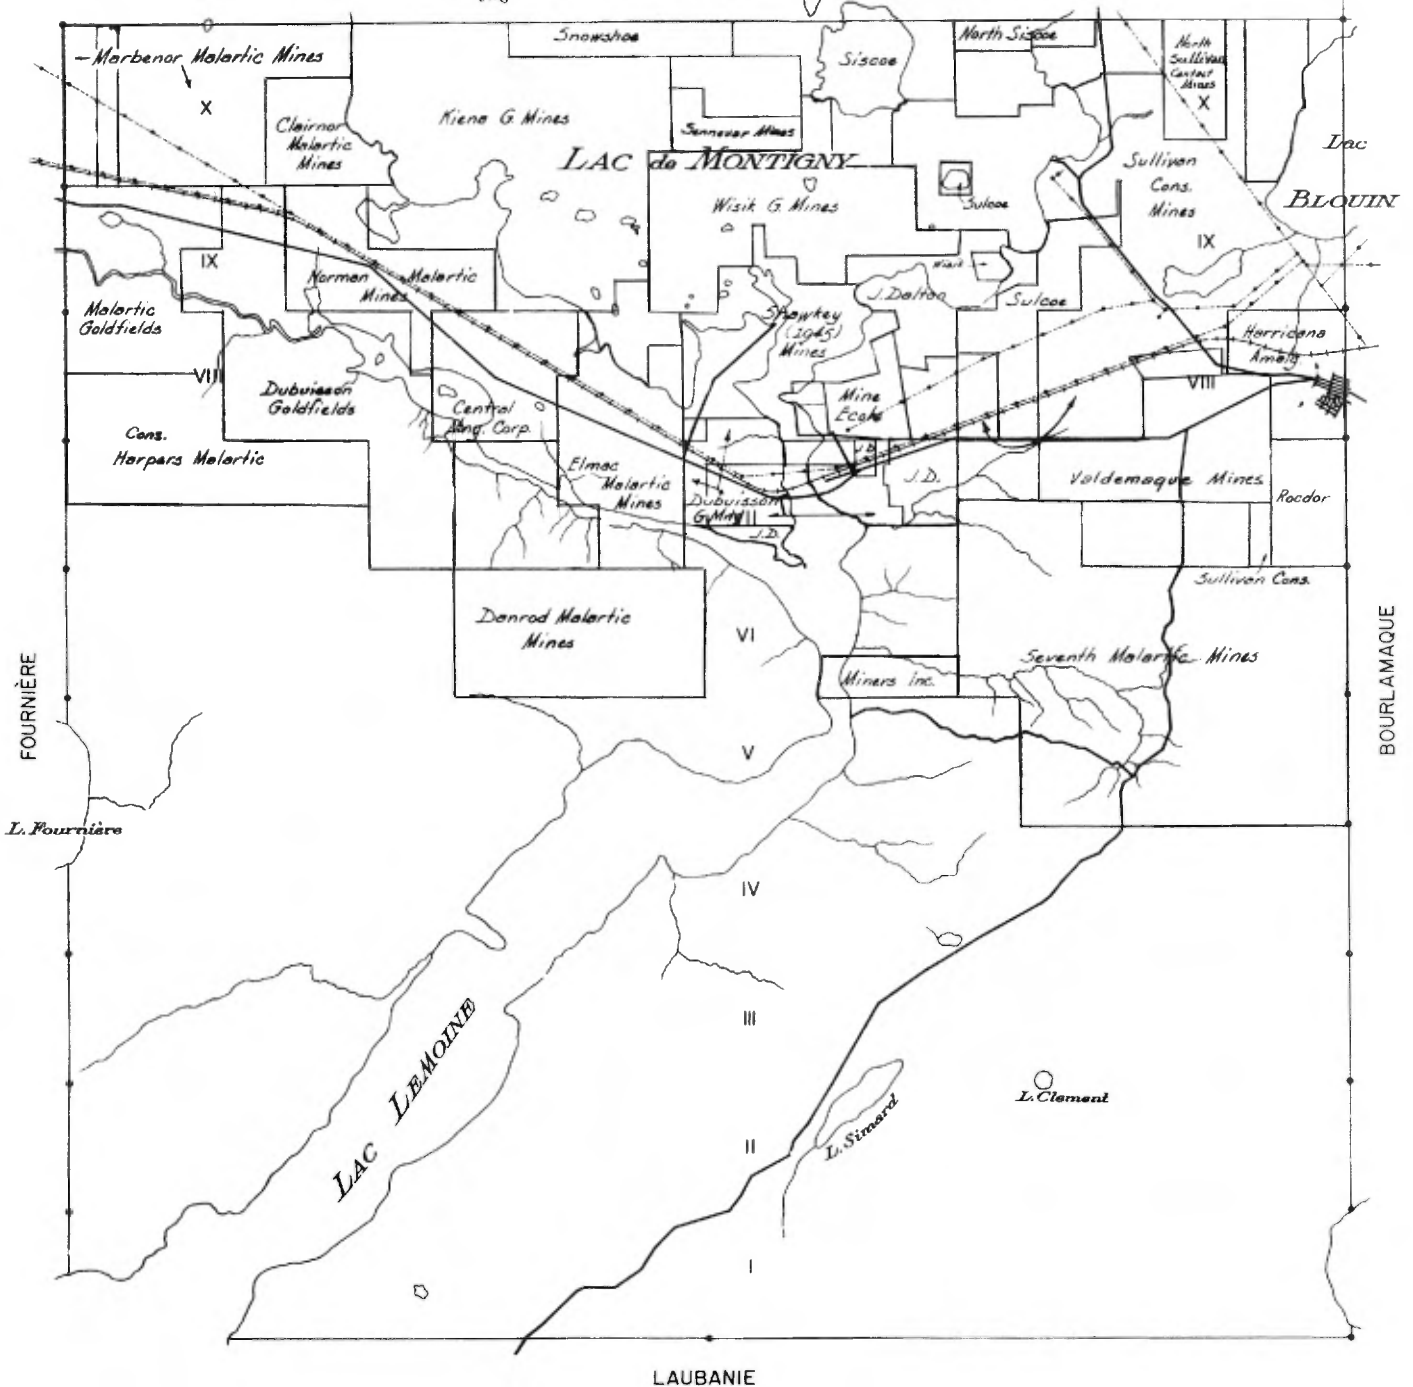 Snowshoe
North Siscoe
Marbenor Malartic Mines
Siscoe
North
Sullivan
Contact
Mines
X
X
Kiena G. Mines
Clairnor
Malartic
Mines
Sennevar Mines
Lac
LAC de MONTIGNY
Sullivan
Cons.
Mines
BLOUIN
Wisik G. Mines
Sulcoe
IX
IX
Wisik
Norman Malartic
Mines
J. Dalton
Sulcoe
Malartic
Goldfields
Shawkey
(1945)
Mines
Harricana
Amalg
VIII
VIII
Dubuisson
Goldfields
Mine
Ecole
Central
Mng. Corp.
Cons.
Harpers Malartic
J.D.
Elmac
Malartic
Mines
J.D.
Valdemaque Mines
Rocdor
Dubuisson
J.D.
Sullivan Cons.
Danrod Malartic
Mines
VI
Seventh Malartic Mines
Miners Inc.
FOURNIÈRE
BOURLAMAQUE
V
L. Fournière
IV
III
LAC LEMOINE
L. Clement
L. Simard
II
I
LAUBANIE